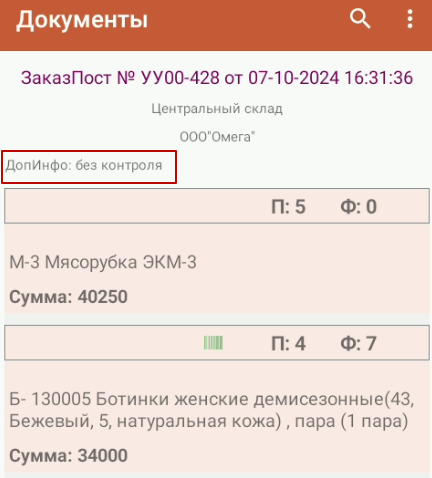 Документы
ЗаказПост № УУ00-428 от 07-10-2024 16:31:36
Центральный склад
ООО"Омега"
ДопИнфо: без контроля
П: 5 Ф: 0
М-3 Мясорубка ЭКМ-3
Сумма: 40250
П: 4 Ф: 7
Б- 130005 Ботинки женские демисезонные(43,
Бежевый, 5, натуральная кожа) , пара (1 пара)
Сумма: 34000